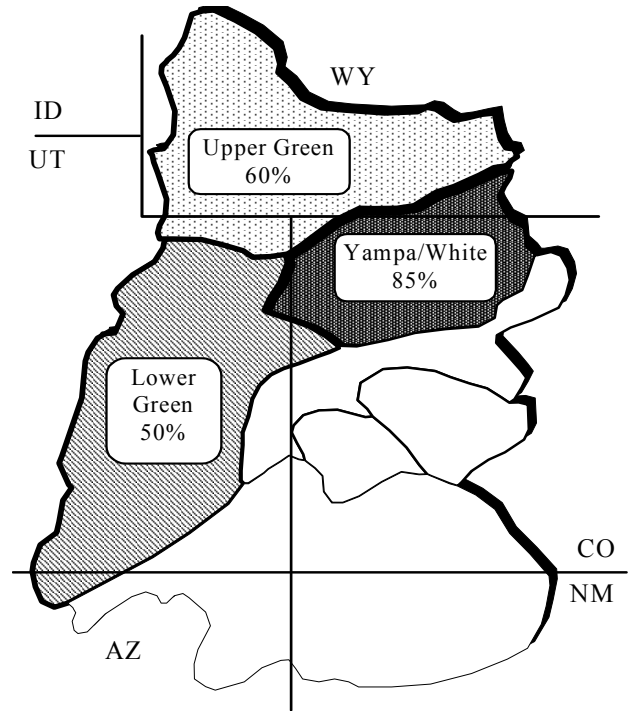 WY
ID
UT
Upper Green
60%
Yampa/White
85%
Lower
Green
50%
CO
NM
AZ